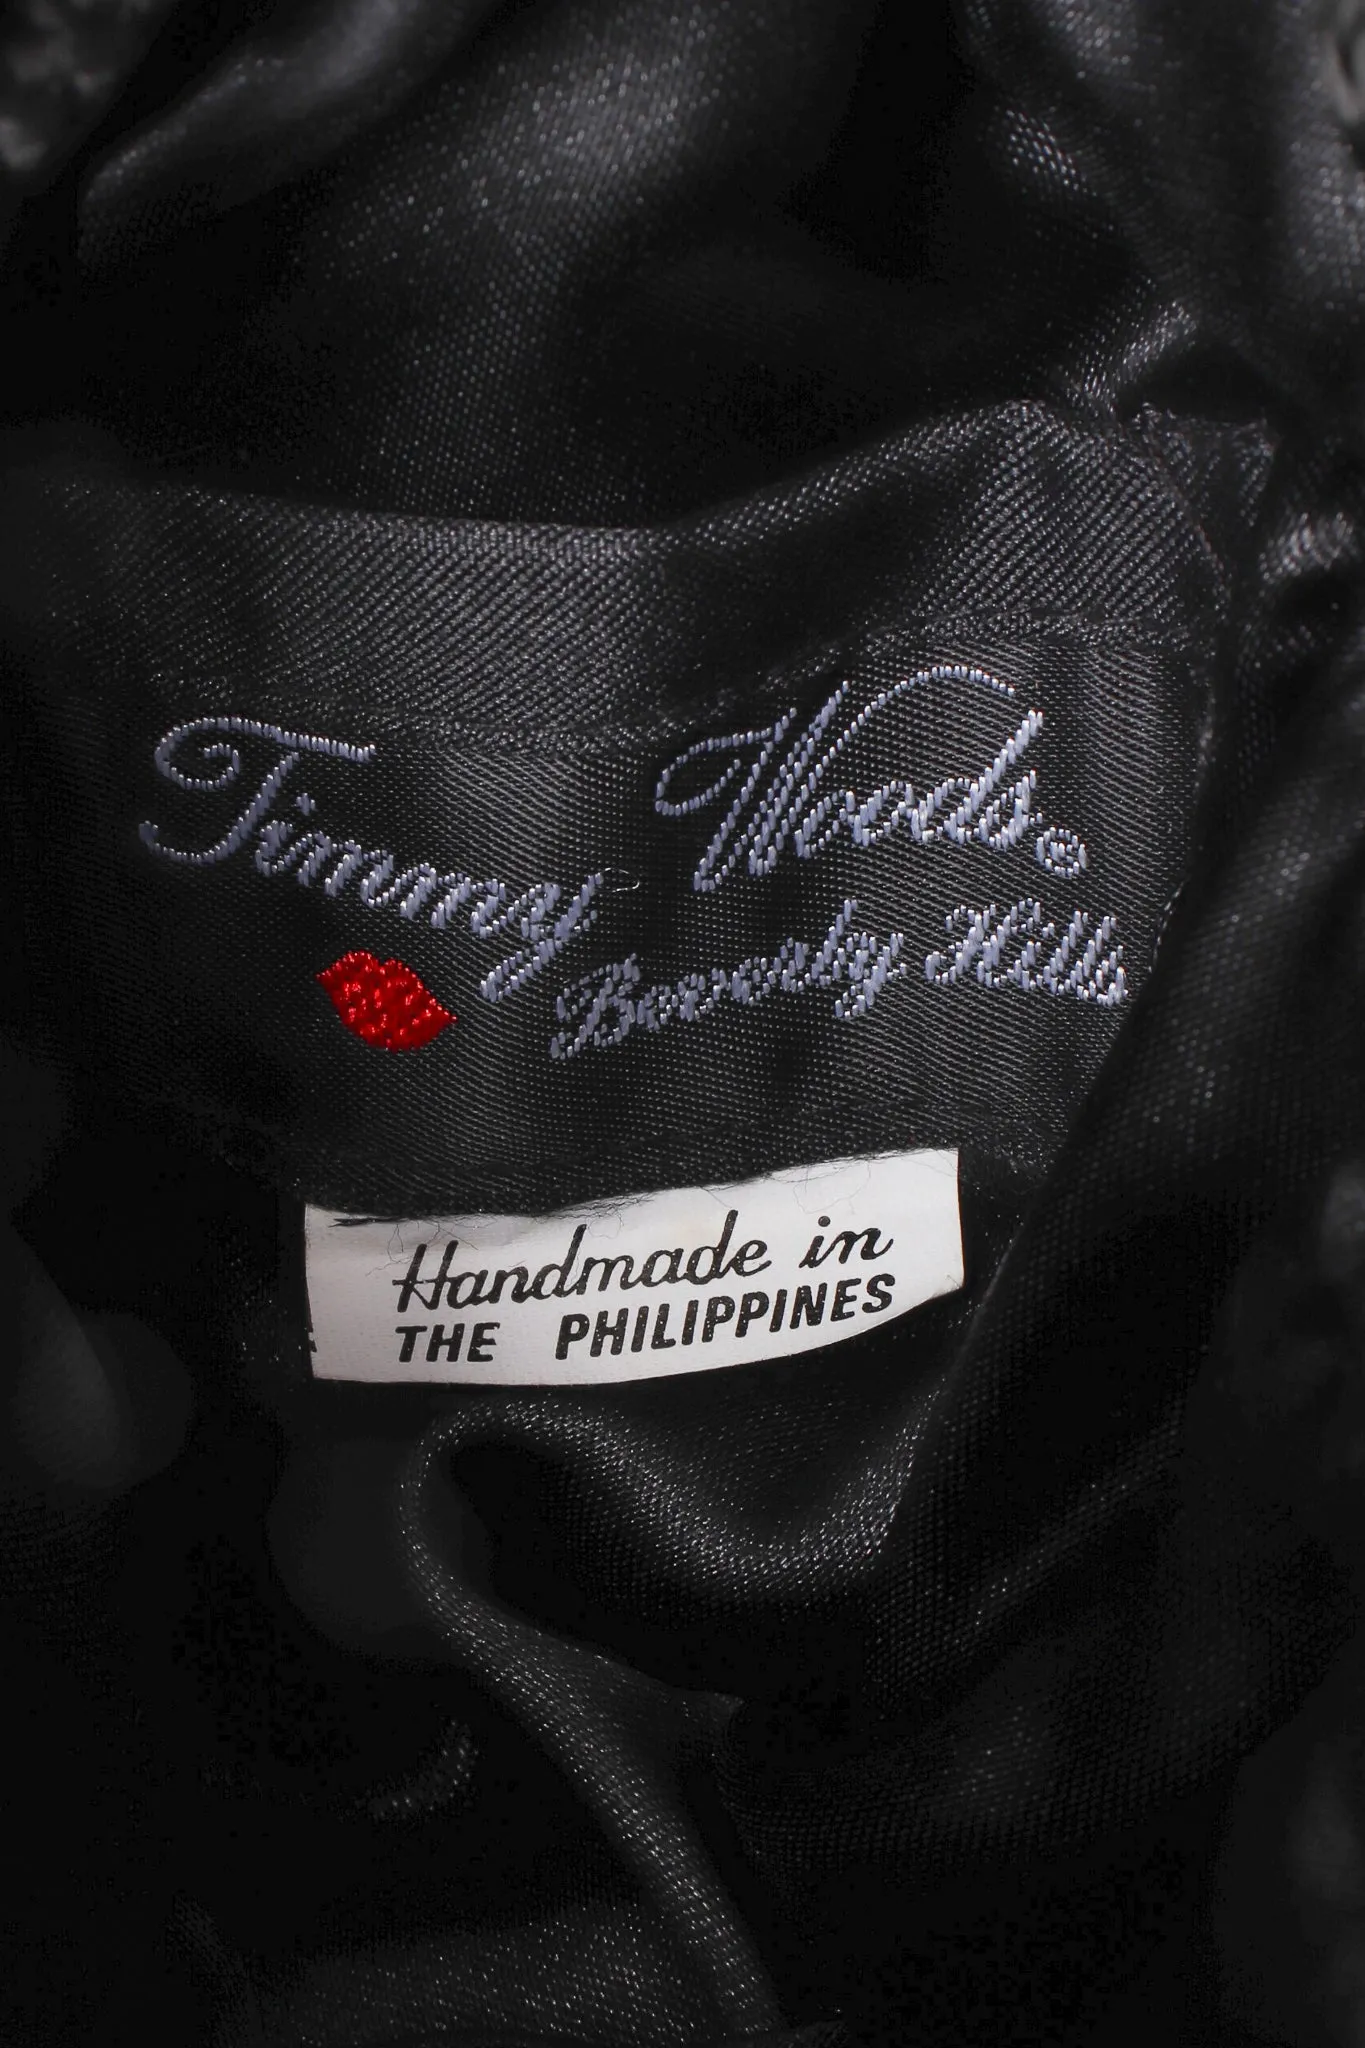 Timmy Woods©
Beverly Hills
Handmade in
THE PHILIPPINES